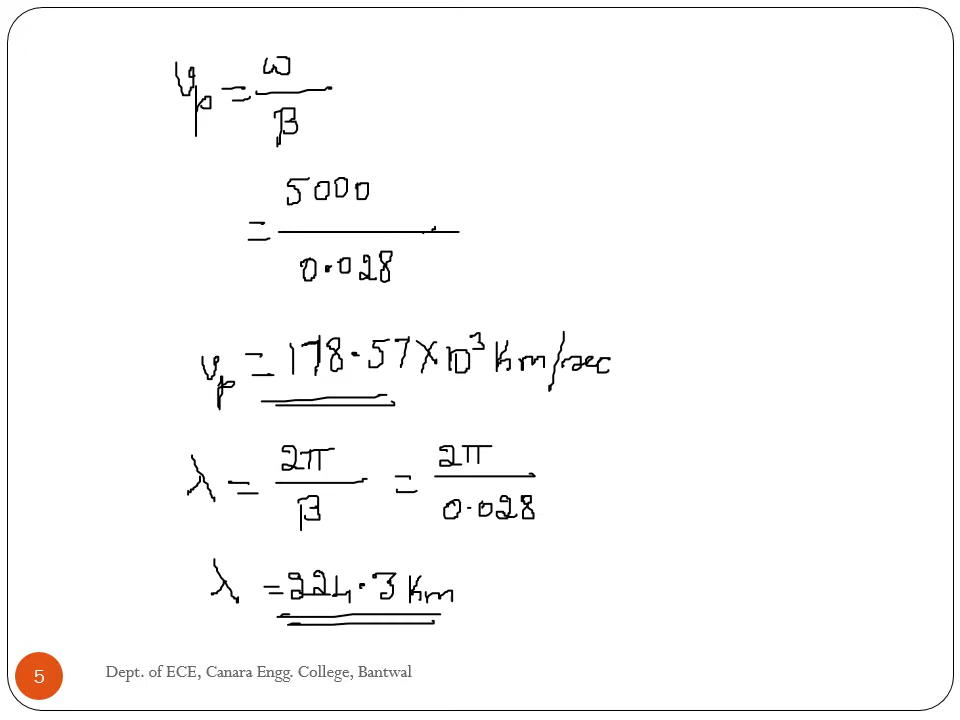 Vp = ω / β
= 5000 / 0.028
Vp = 178.57 X 10³ Km/sec
λ = 2π / β = 2π / 0.028
λ = 224.3 Km
5 Dept. of ECE, Canara Engg. College, Bantwal